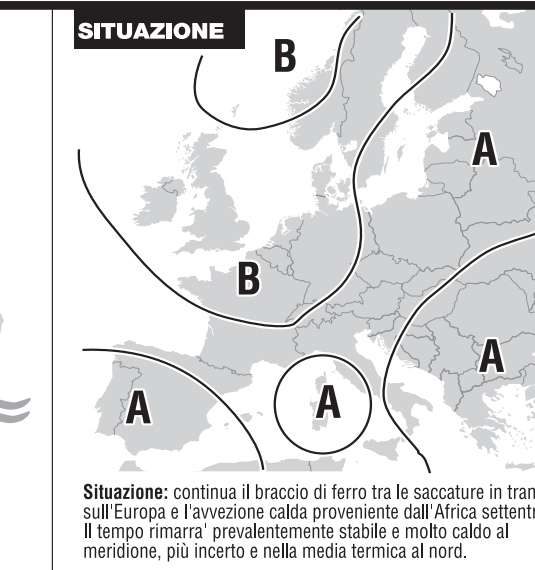 SITUAZIONE
B
A
B
A
A
A
Situazione: continua il braccio di ferro tra le saccature in
sull'Europa e l'avvezione calda proveniente dall'Africa
Il tempo rimarra' prevalentemente stabile e molto caldo al
meridione, più incerto e nella media termica al nord.